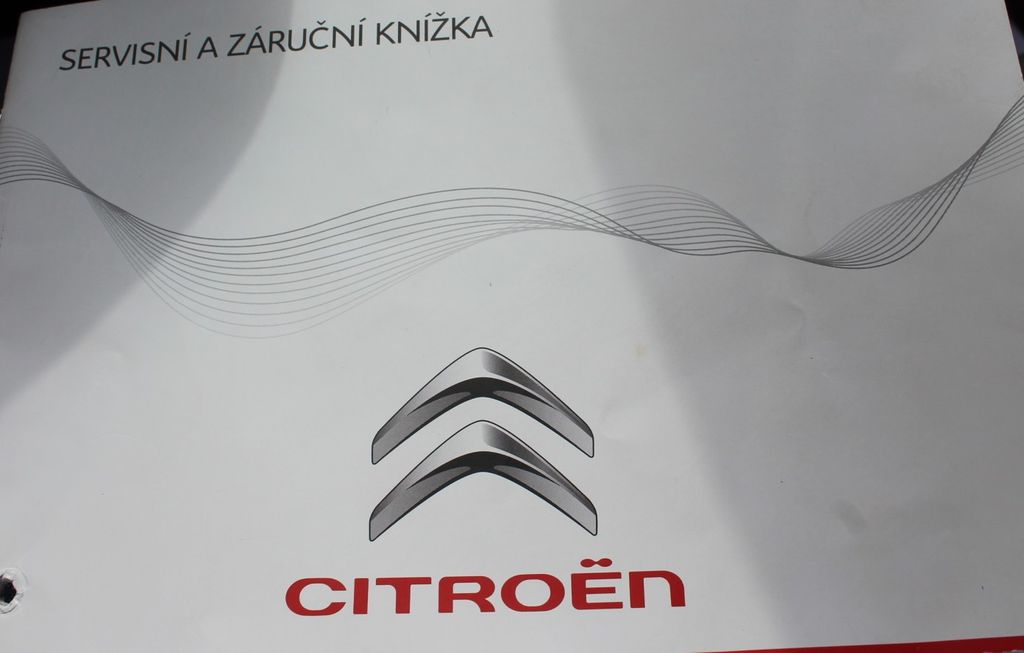 SERVISNÍ A ZÁRUČNÍ KNÍŽKA
CITROËN